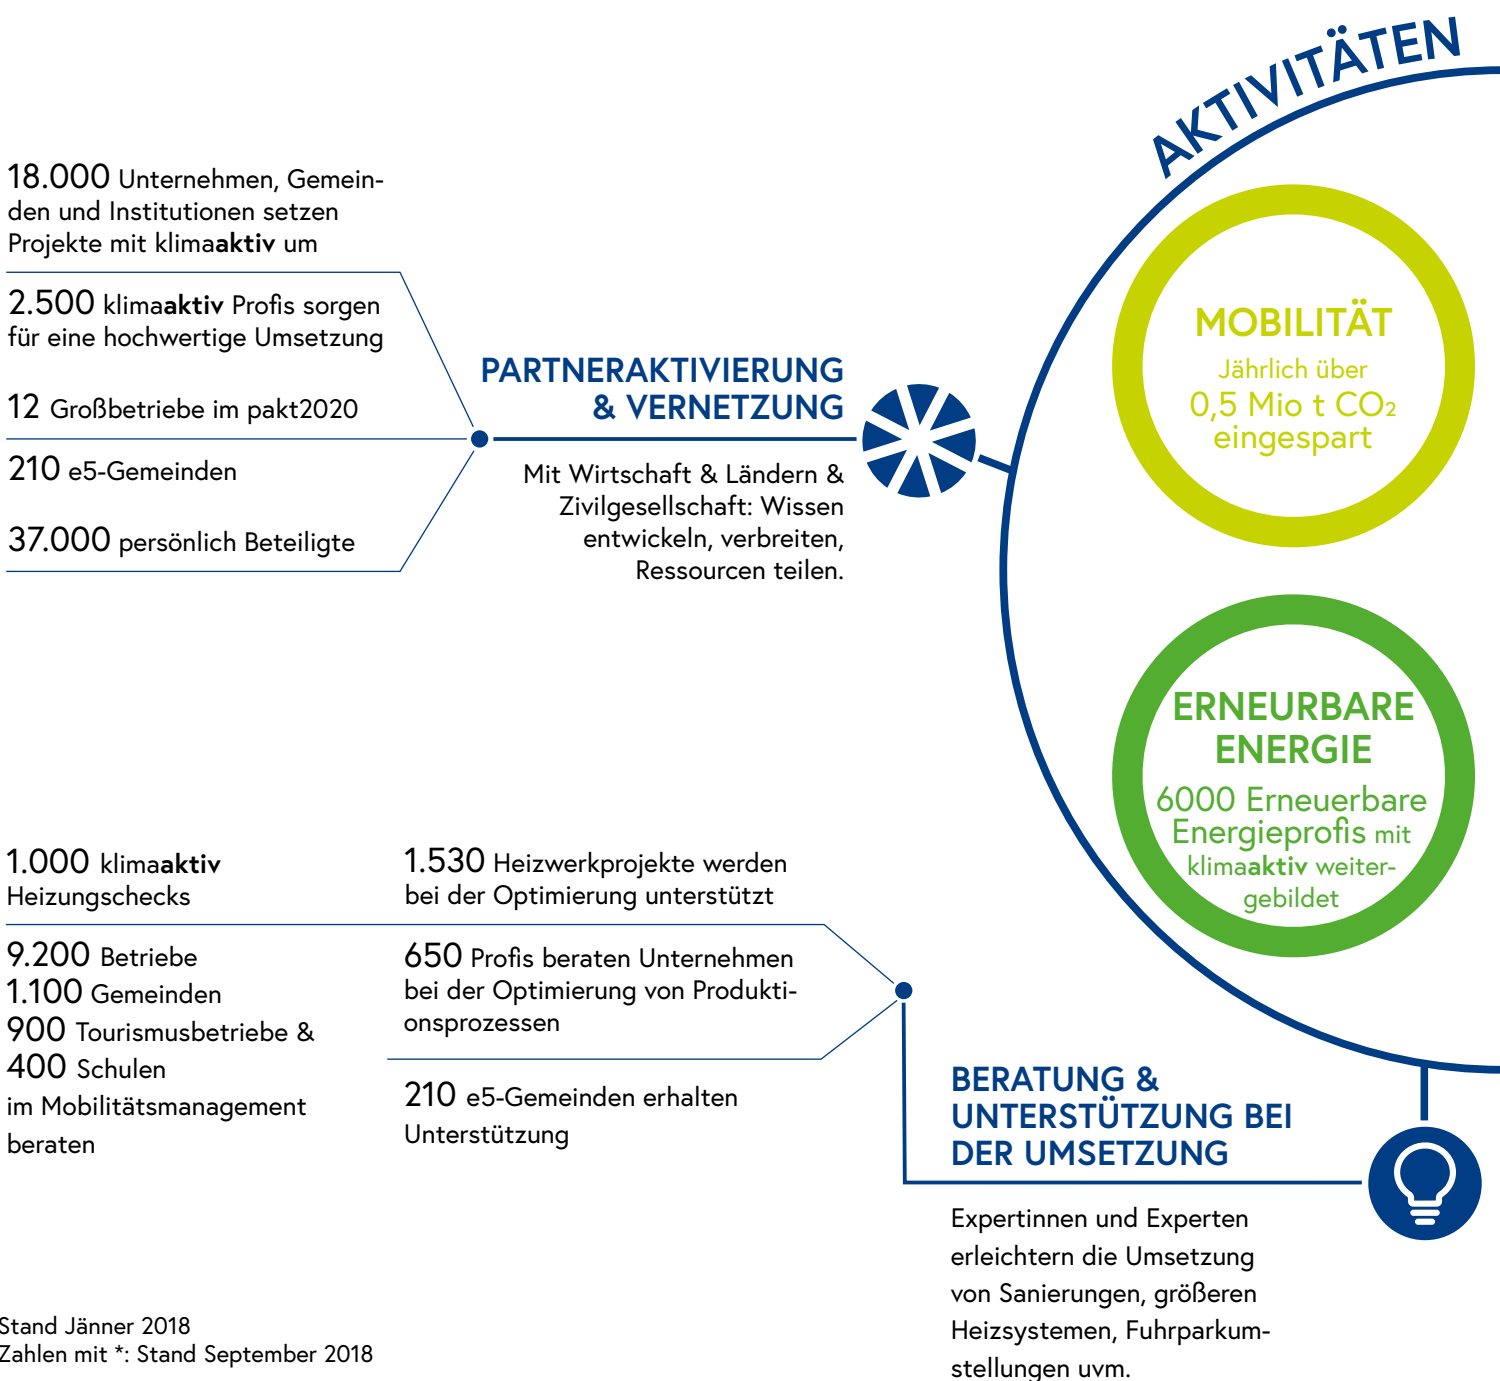 AKTIVITÄTEN
18.000 Unternehmen, Gemein-
den und Institutionen setzen
Projekte mit klimaaktiv um
2.500 klimaaktiv Profis sorgen
für eine hochwertige Umsetzung
12 Großbetriebe im pakt2020
210 e5-Gemeinden
37.000 persönlich Beteiligte
PARTNERAKTIVIERUNG
& VERNETZUNG
Mit Wirtschaft & Ländern &
Zivilgesellschaft: Wissen
entwickeln, verbreiten,
Ressourcen teilen.
MOBILITÄT
Jährlich über
0,5 Mio t CO₂
eingespart
ERNEURBARE
ENERGIE
6000 Erneuerbare
Energieprofis mit
klimaaktiv weiter-
gebildet
1.000 klimaaktiv
Heizungschecks
9.200 Betriebe
1.100 Gemeinden
900 Tourismusbetriebe &
400 Schulen
im Mobilitätsmanagement
beraten
1.530 Heizwerkprojekte werden
bei der Optimierung unterstützt
650 Profis beraten Unternehmen
bei der Optimierung von Produkti-
onsprozessen
210 e5-Gemeinden erhalten
Unterstützung
BERATUNG &
UNTERSTÜTZUNG BEI
DER UMSETZUNG
Expertinnen und Experten
erleichtern die Umsetzung
von Sanierungen, größeren
Heizsystemen, Fuhrparkum-
stellungen uvm.
Stand Jänner 2018
Zahlen mit *: Stand September 2018